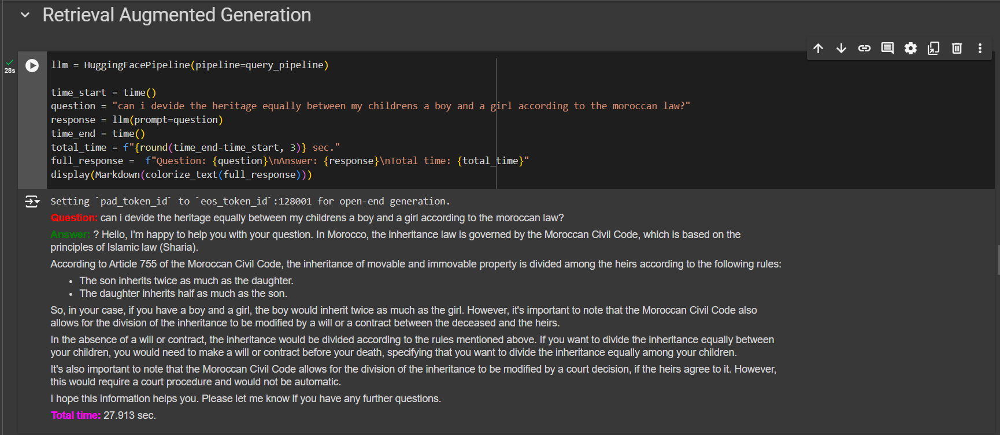 Retrieval Augmented Generation
28s
llm = HuggingFacePipeline(pipeline=query_pipeline)
time_start = time()
question = "can i devide the heritage equally between my childrens a boy and a girl according to the moroccan law?"
response = llm(prompt=question)
time_end = time()
total_time = f"{round(time_end-time_start, 3)} sec."
full_response =  f"Question: {question}\nAnswer: {response}\nTotal time: {total_time}"
display(Markdown(colorize_text(full_response)))
Setting `pad_token_id` to `eos_token_id`:128001 for open-end generation.
Question: can i devide the heritage equally between my childrens a boy and a girl according to the moroccan law?
Answer: ? Hello, I'm happy to help you with your question. In Morocco, the inheritance law is governed by the Moroccan Civil Code, which is based on the
principles of Islamic law (Sharia).
According to Article 755 of the Moroccan Civil Code, the inheritance of movable and immovable property is divided among the heirs according to the following rules:
• The son inherits twice as much as the daughter.
• The daughter inherits half as much as the son.
So, in your case, if you have a boy and a girl, the boy would inherit twice as much as the girl. However, it's important to note that the Moroccan Civil Code also
allows for the division of the inheritance to be modified by a will or a contract between the deceased and the heirs.
In the absence of a will or contract, the inheritance would be divided according to the rules mentioned above. If you want to divide the inheritance equally between
your children, you would need to make a will or contract before your death, specifying that you want to divide the inheritance equally among your children.
It's also important to note that the Moroccan Civil Code allows for the division of the inheritance to be modified by a court decision, if the heirs agree to it. However,
this would require a court procedure and would not be automatic.
I hope this information helps you. Please let me know if you have any further questions.
Total time: 27.913 sec.